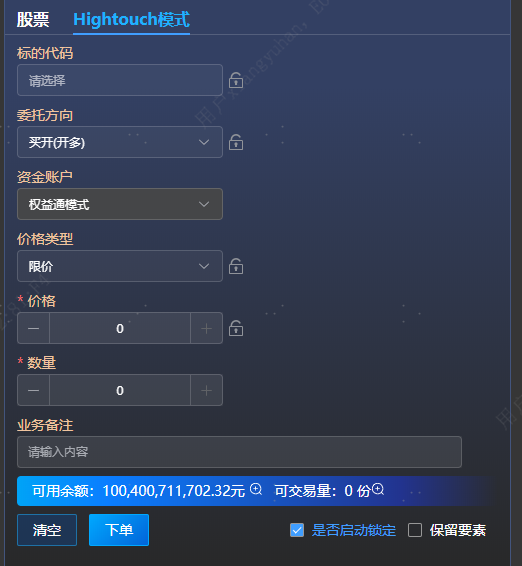 股票 Hightouch模式
标的代码
请选择
委托方向
买开(开多)
资金账户
权益通模式
价格类型
限价
* 价格
0
* 数量
0
业务备注
请输入内容
可用余额：100,400,711,702.32元 可交易量：0 份
清空 下单 是否启动锁定 保留要素